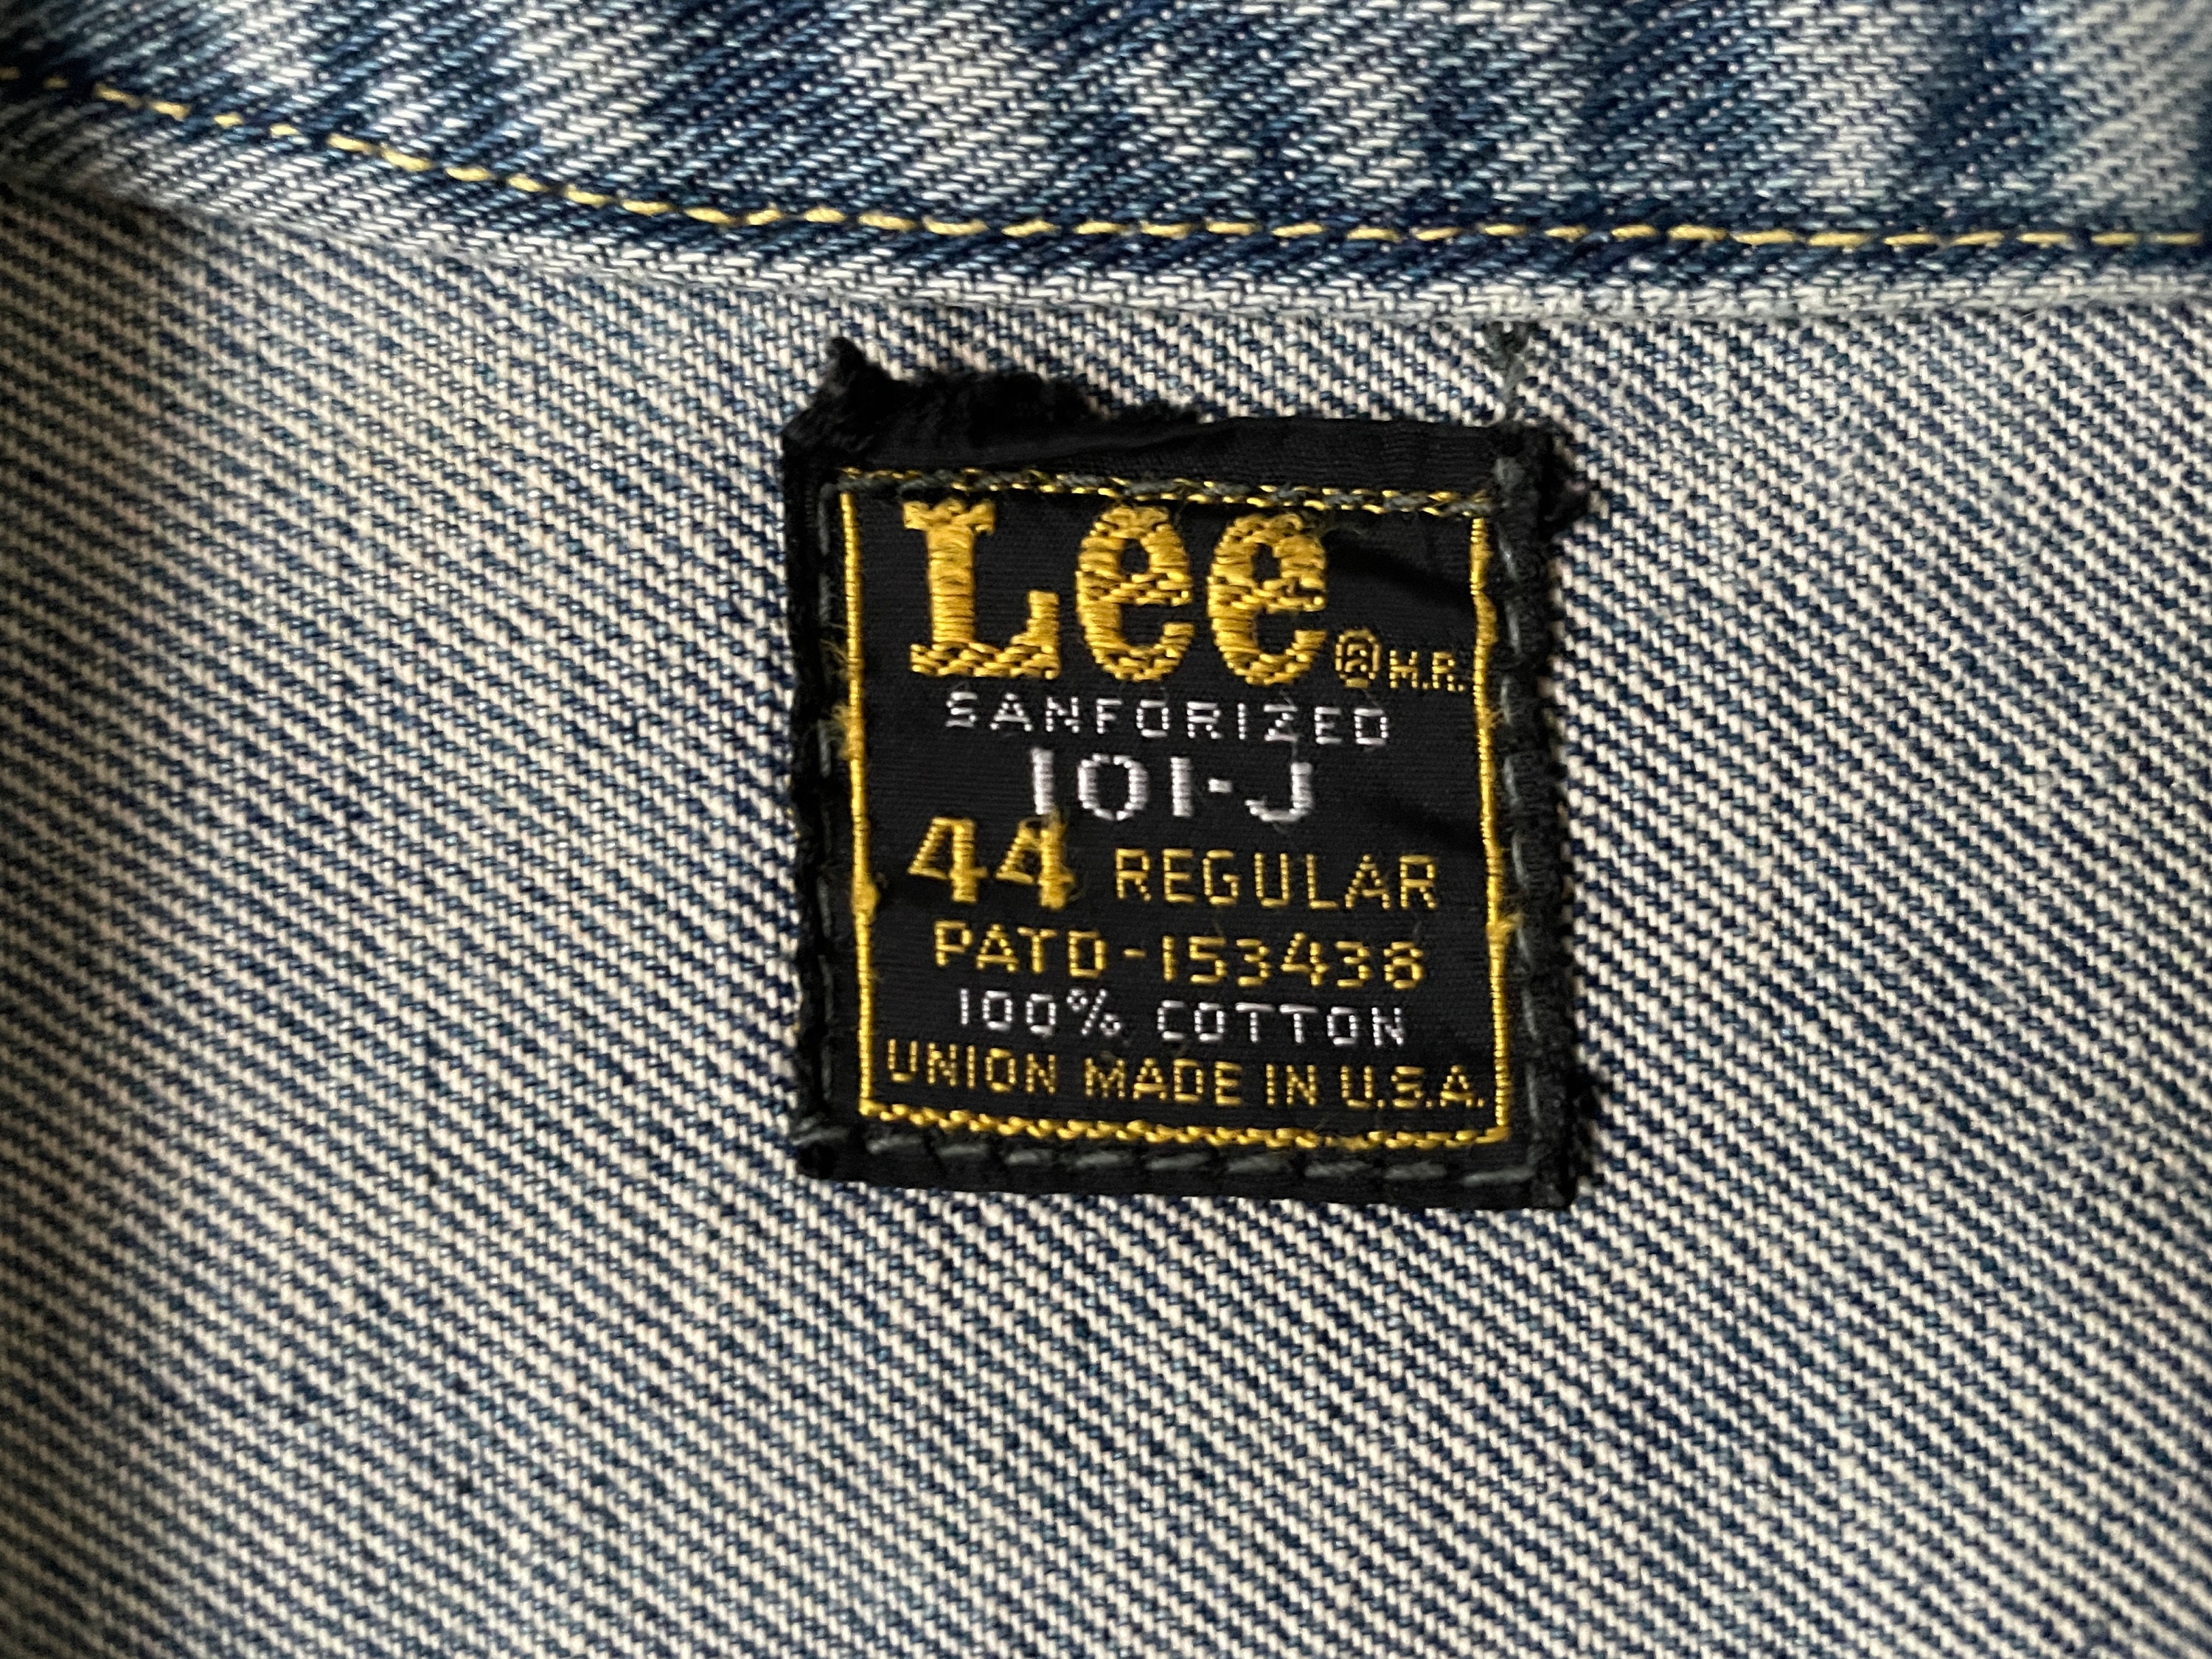 Lee ® M.R.
SANFORIZED
101-J
44 REGULAR
PATD-153438
100% COTTON
UNION MADE IN U.S.A.